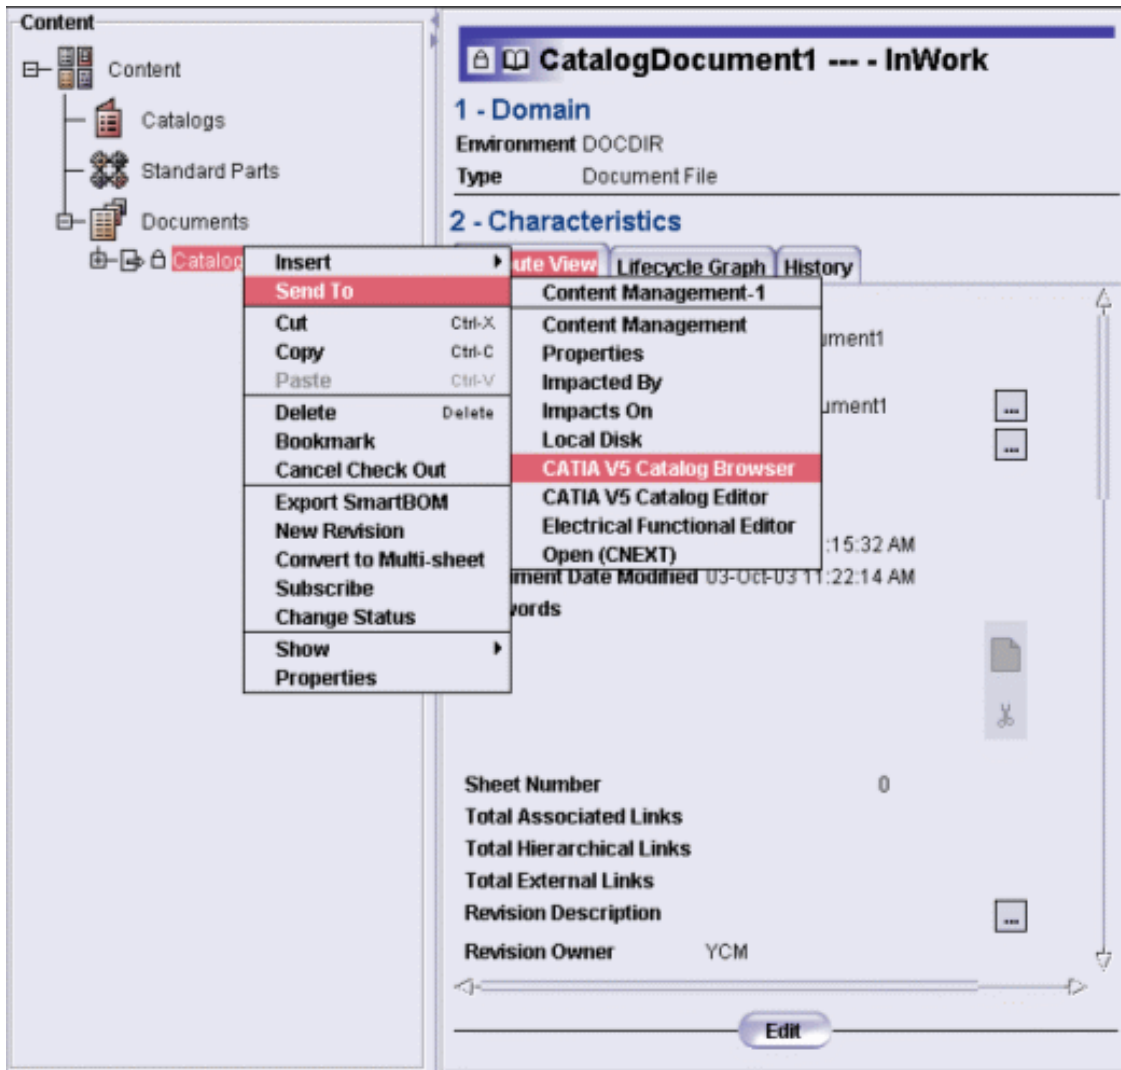 Content
Content
Catalogs
Standard Parts
Documents
Catalog
CatalogDocument1 --- - InWork
1 - Domain
Environment DOCDIR
Type Document File
2 - Characteristics
ute View Lifecycle Graph History
Insert
Send To
Cut Ctrl-X
Copy Ctrl-C
Paste Ctrl-V
Delete Delete
Bookmark
Cancel Check Out
Export SmartBOM
New Revision
Convert to Multi-sheet
Subscribe
Change Status
Show
Properties
Content Management-1
Content Management
Properties
Impacted By
Impacts On
Local Disk
CATIA V5 Catalog Browser
CATIA V5 Catalog Editor
Electrical Functional Editor
Open (CNEXT)
ument1
ument1
...
...
:15:32 AM
ment Date Modified 03-Oct-03 11:22:14 AM
words
Sheet Number 0
Total Associated Links
Total Hierarchical Links
Total External Links
Revision Description ...
Revision Owner YCM
Edit